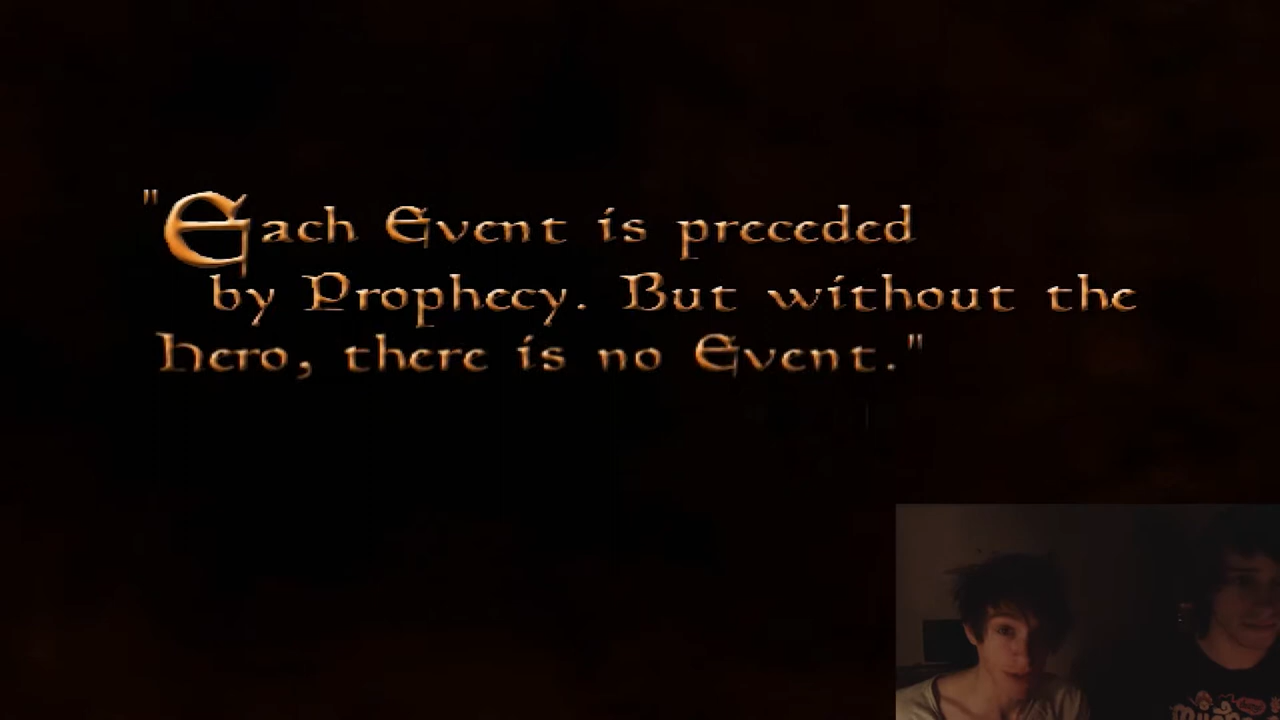 "Each Event is preceded
by Prophecy. But without the
hero, there is no Event."